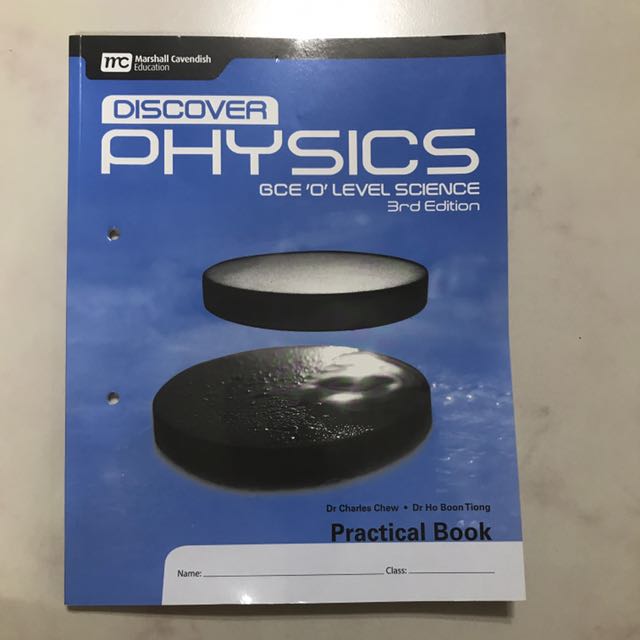 mc Marshall Cavendish
Education
DISCOVER
PHYSICS
GCE 'O' LEVEL SCIENCE
3rd Edition
Dr Charles Chew • Dr Ho Boon Tiong
Practical Book
Name: Class: